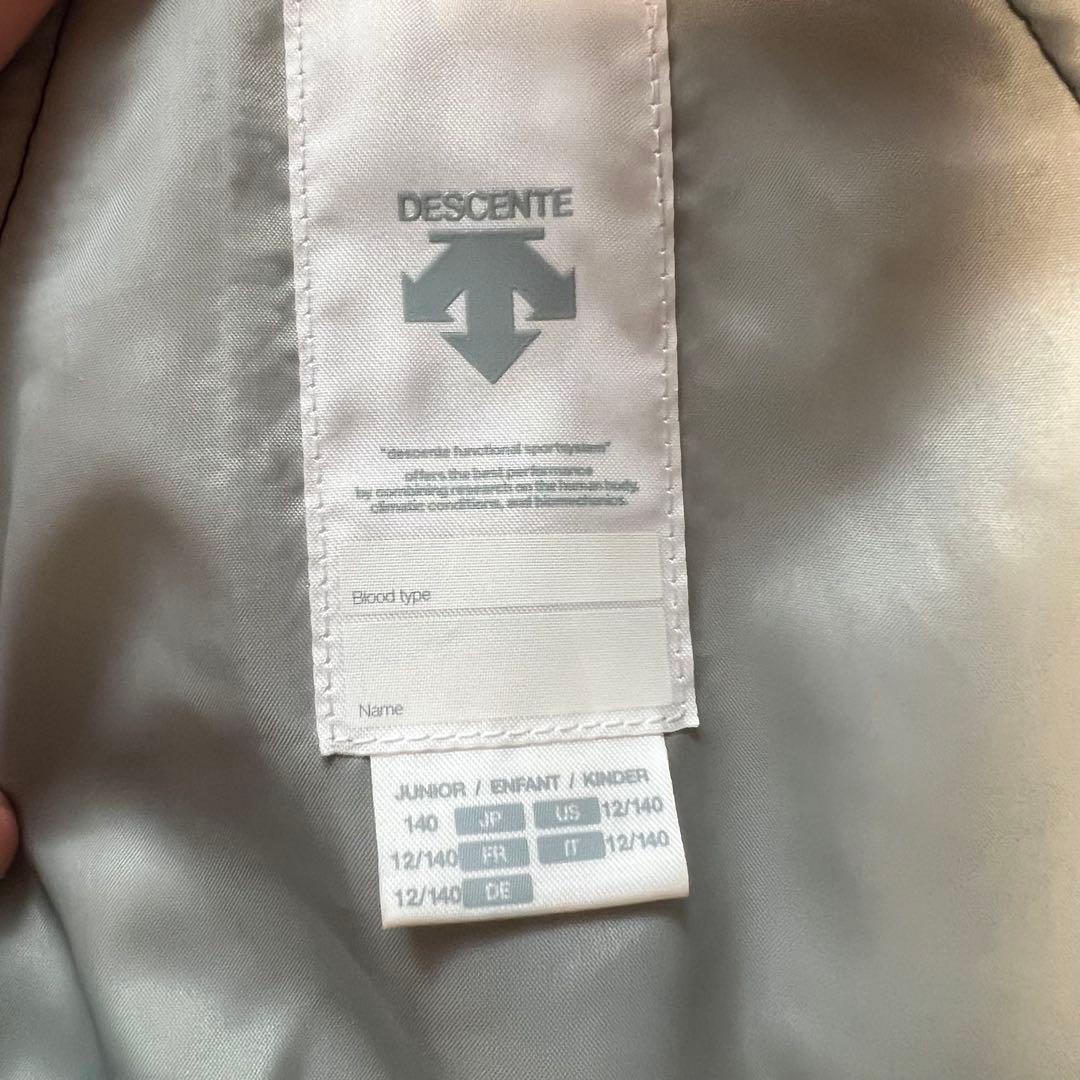 DESCENTE
"descente functional sportsystem"
offers the best performance
by combining research on the human body,
climatic conditions, and biomechanics.
Blood type
Name
JUNIOR / ENFANT / KINDER
140 JP US 12/140
12/140 FR IT 12/140
12/140 DE